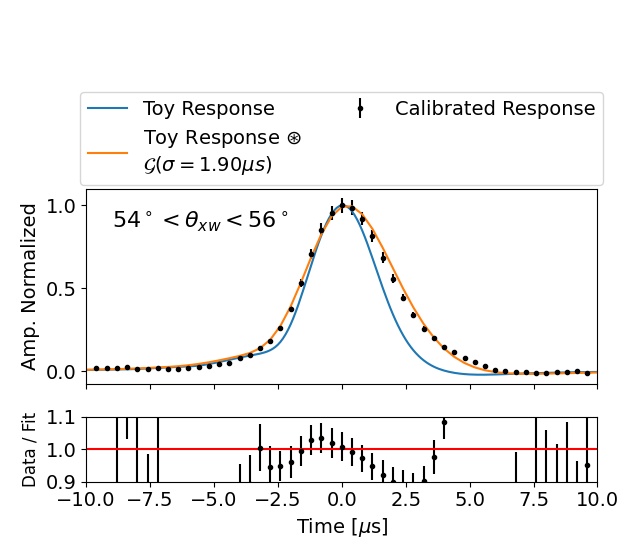 Toy Response
Calibrated Response
Toy Response ⊛
𝒢(σ = 1.90μs)
54° < θxw < 56°
Amp. Normalized
1.0
0.5
0.0
Data / Fit
1.1
1.0
0.9
−10.0 −7.5 −5.0 −2.5 0.0 2.5 5.0 7.5 10.0
Time [μs]